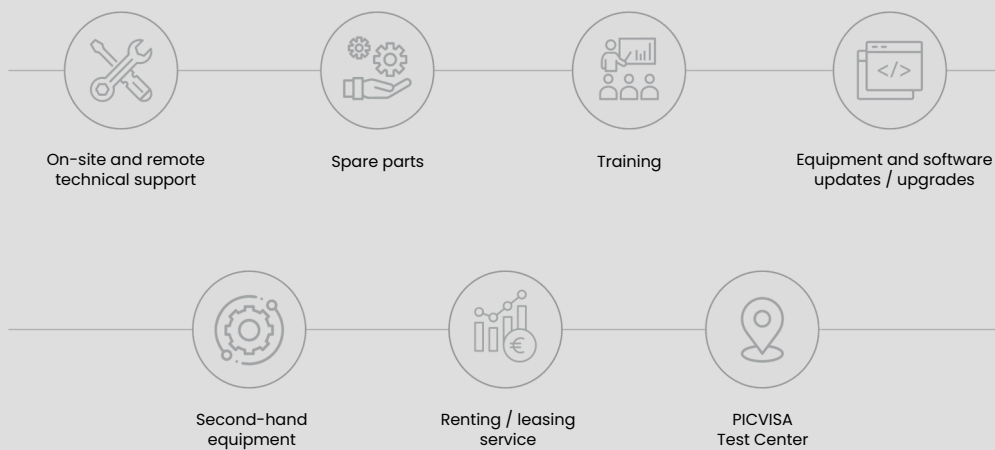 </>
On-site and remote
technical support
Spare parts
Training
Equipment and software
updates / upgrades
€
Second-hand
equipment
Renting / leasing
service
PICVISA
Test Center